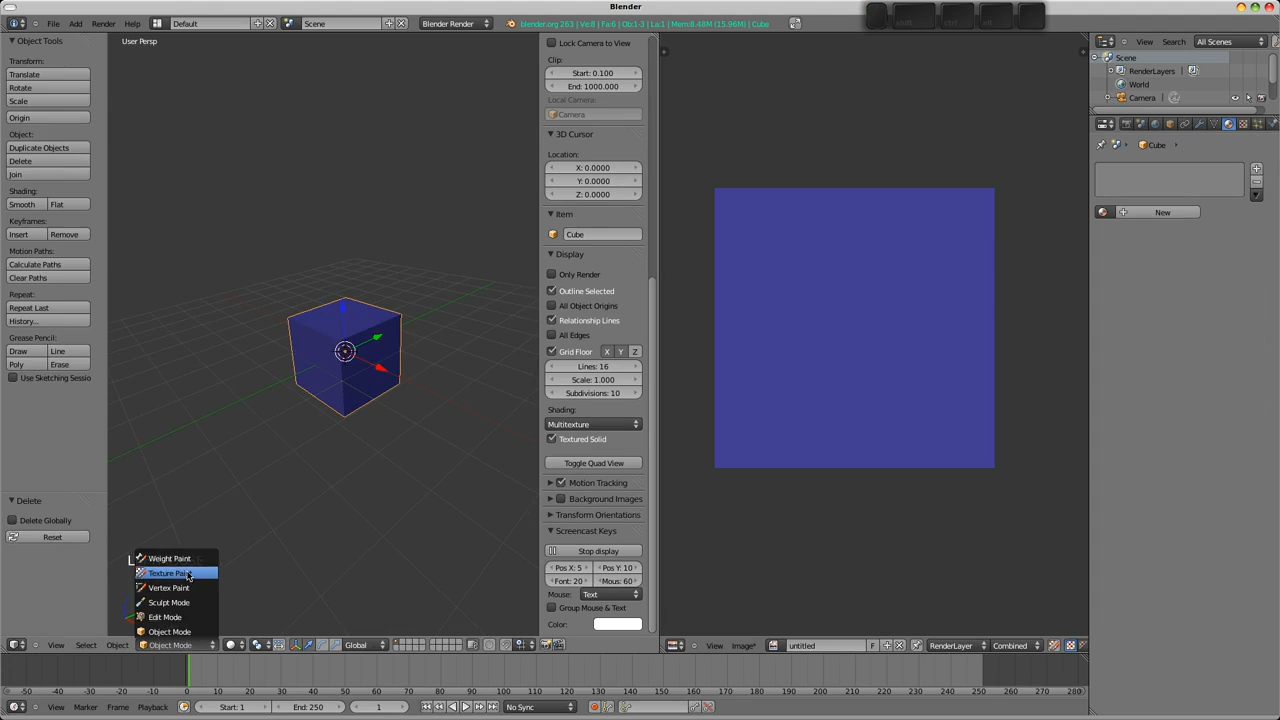 Blender
File Add Render Help
Default
Scene
Blender Render
blender.org 263 | Ve:8 | Fa:6 | Ob:1-3 | La:1 | Mem:8.48M (15.96M) | Cube
View Search All Scenes
Object Tools
Transform:
Translate
Rotate
Scale
Origin
Object:
Duplicate Objects
Delete
Join
Shading:
Smooth Flat
Keyframes:
Insert Remove
Motion Paths:
Calculate Paths
Clear Paths
Repeat:
Repeat Last
History...
Grease Pencil:
Draw Line
Poly Erase
Use Sketching Sessio
Delete
Delete Globally
Reset
User Persp
Weight Paint
Texture Paint
Vertex Paint
Sculpt Mode
Edit Mode
Object Mode
View Select Object Object Mode Global
Lock Camera to View
Clip:
Start: 0.100
End: 1000.000
Local Camera:
Camera
3D Cursor
Location:
X: 0.0000
Y: 0.0000
Z: 0.0000
Item
Cube
Display
Only Render
Outline Selected
All Object Origins
Relationship Lines
All Edges
Grid Floor X Y Z
Lines: 16
Scale: 1.000
Subdivisions: 10
Shading:
Multitexture
Textured Solid
Toggle Quad View
Motion Tracking
Background Images
Transform Orientations
Screencast Keys
Stop display
Pos X: 5 Pos Y: 10
Font: 20 Mous: 60
Mouse: Text
Group Mouse & Text
Color:
View Image* untitled F RenderLayer Combined
Scene
RenderLayers
World
Camera
Cube
New
-50 -40 -30 -20 -10 0 10 20 30 40 50 60 70 80 90 100 110 120 130 140 150 160 170 180 190 200 210 220 230 240 250 260 270 280
View Marker Frame Playback Start: 1 End: 250 1 No Sync